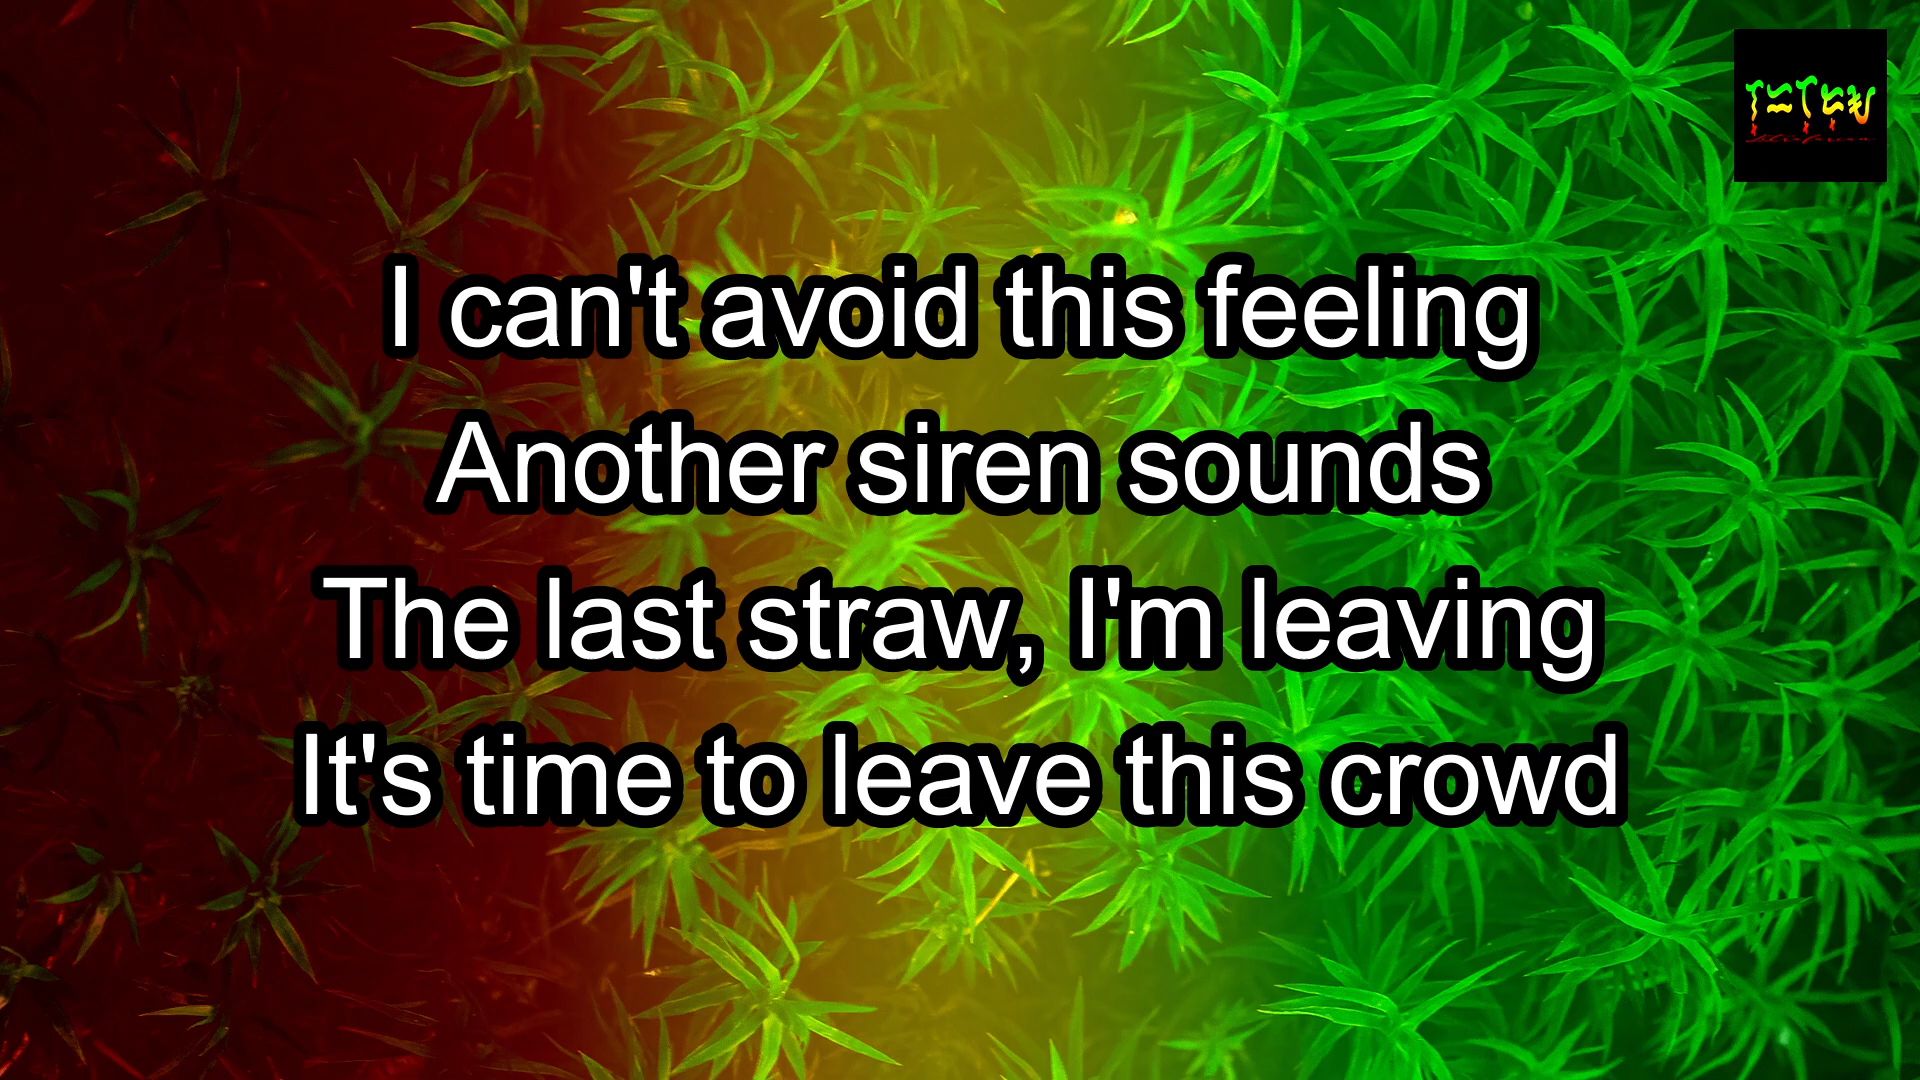 I can't avoid this feeling
Another siren sounds
The last straw, I'm leaving
It's time to leave this crowd